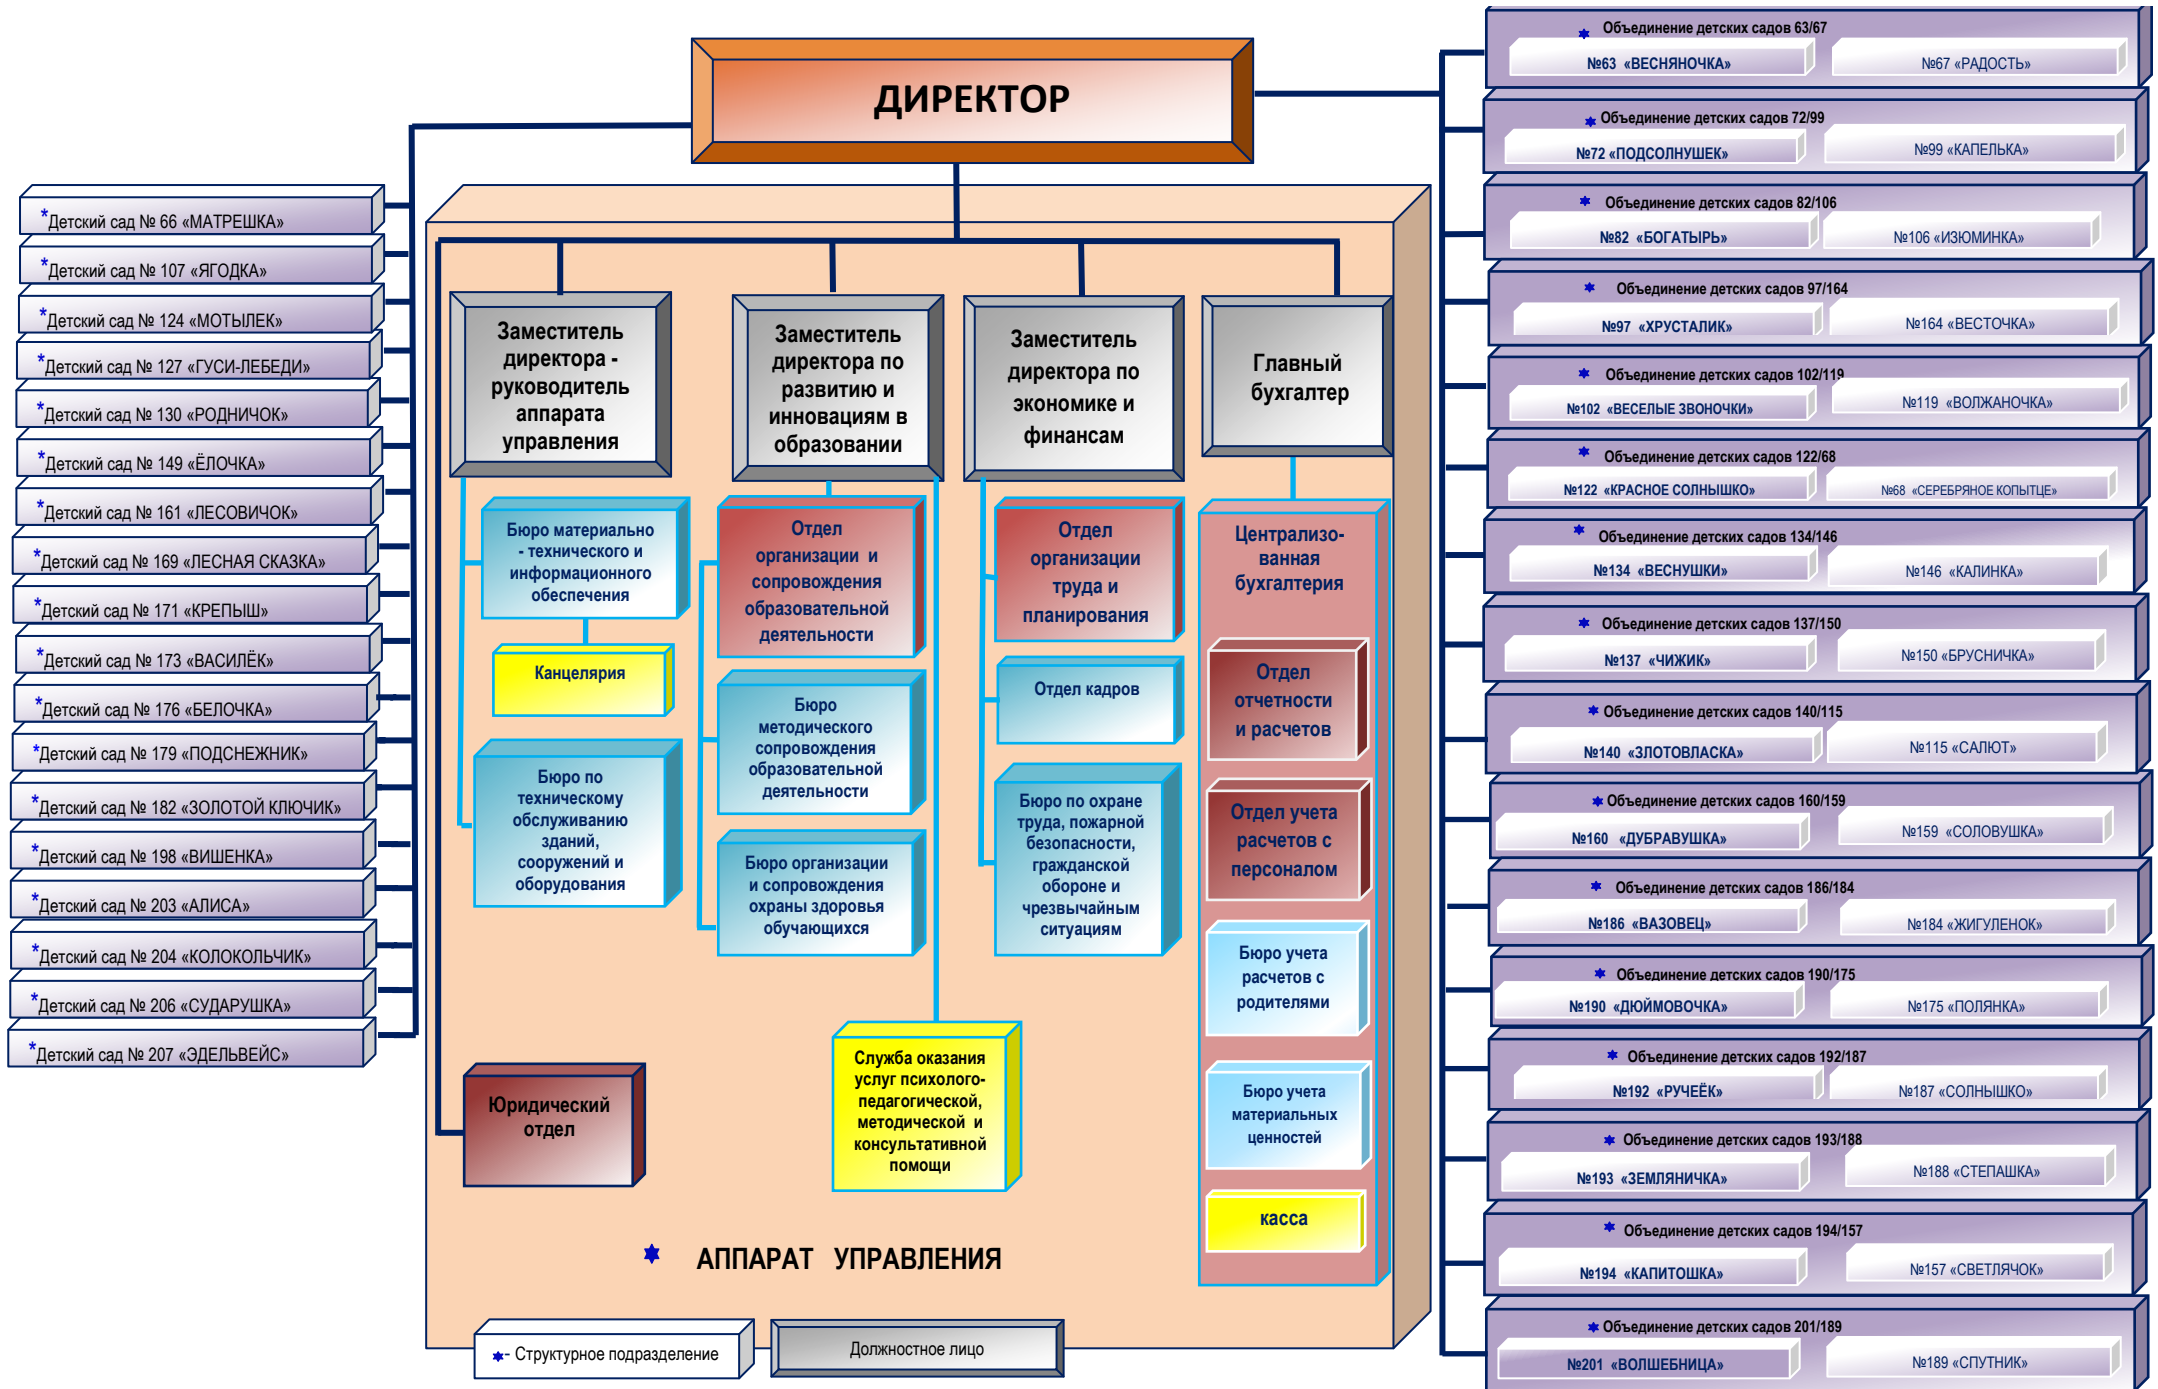 ДИРЕКТОР
*Детский сад № 66 «МАТРЕШКА»
*Детский сад № 107 «ЯГОДКА»
*Детский сад № 124 «МОТЫЛЕК»
*Детский сад № 127 «ГУСИ-ЛЕБЕДИ»
*Детский сад № 130 «РОДНИЧОК»
*Детский сад № 149 «ЁЛОЧКА»
*Детский сад № 161 «ЛЕСОВИЧОК»
*Детский сад № 169 «ЛЕСНАЯ СКАЗКА»
*Детский сад № 171 «КРЕПЫШ»
*Детский сад № 173 «ВАСИЛЁК»
*Детский сад № 176 «БЕЛОЧКА»
*Детский сад № 179 «ПОДСНЕЖНИК»
*Детский сад № 182 «ЗОЛОТОЙ КЛЮЧИК»
*Детский сад № 198 «ВИШЕНКА»
*Детский сад № 203 «АЛИСА»
*Детский сад № 204 «КОЛОКОЛЬЧИК»
*Детский сад № 206 «СУДАРУШКА»
*Детский сад № 207 «ЭДЕЛЬВЕЙС»
Заместитель
директора -
руководитель
аппарата
управления
Бюро материально
- технического и
информационного
обеспечения
Канцелярия
Бюро по
техническому
обслуживанию
зданий,
сооружений и
оборудования
Юридический
отдел
Заместитель
директора по
развитию и
инновациям в
образовании
Отдел
организации и
сопровождения
образовательной
деятельности
Бюро
методического
сопровождения
образовательной
деятельности
Бюро организации
и сопровождения
охраны здоровья
обучающихся
Служба оказания
услуг психолого-
педагогической,
методической и
консультативной
помощи
Заместитель
директора по
экономике и
финансам
Отдел
организации
труда и
планирования
Отдел кадров
Бюро по охране
труда, пожарной
безопасности,
гражданской
обороне и
чрезвычайным
ситуациям
Главный
бухгалтер
Централизо-
ванная
бухгалтерия
Отдел
отчетности
и расчетов
Отдел учета
расчетов с
персоналом
Бюро учета
расчетов с
родителями
Бюро учета
материальных
ценностей
касса
АППАРАТ УПРАВЛЕНИЯ
- Структурное подразделение
Должностное лицо
Объединение детских садов 63/67
№63 «ВЕСНЯНОЧКА» №67 «РАДОСТЬ»
Объединение детских садов 72/99
№72 «ПОДСОЛНУШЕК» №99 «КАПЕЛЬКА»
Объединение детских садов 82/106
№82 «БОГАТЫРЬ» №106 «ИЗЮМИНКА»
Объединение детских садов 97/164
№97 «ХРУСТАЛИК» №164 «ВЕСТОЧКА»
Объединение детских садов 102/119
№102 «ВЕСЕЛЫЕ ЗВОНОЧКИ» №119 «ВОЛЖАНОЧКА»
Объединение детских садов 122/68
№122 «КРАСНОЕ СОЛНЫШКО» №68 «СЕРЕБРЯНОЕ КОПЫТЦЕ»
Объединение детских садов 134/146
№134 «ВЕСНУШКИ» №146 «КАЛИНКА»
Объединение детских садов 137/150
№137 «ЧИЖИК» №150 «БРУСНИЧКА»
Объединение детских садов 140/115
№140 «ЗЛОТОВЛАСКА» №115 «САЛЮТ»
Объединение детских садов 160/159
№160 «ДУБРАВУШКА» №159 «СОЛОВУШКА»
Объединение детских садов 186/184
№186 «ВАЗОВЕЦ» №184 «ЖИГУЛЕНОК»
Объединение детских садов 190/175
№190 «ДЮЙМОВОЧКА» №175 «ПОЛЯНКА»
Объединение детских садов 192/187
№192 «РУЧЕЁК» №187 «СОЛНЫШКО»
Объединение детских садов 193/188
№193 «ЗЕМЛЯНИЧКА» №188 «СТЕПАШКА»
Объединение детских садов 194/157
№194 «КАПИТОШКА» №157 «СВЕТЛЯЧОК»
Объединение детских садов 201/189
№201 «ВОЛШЕБНИЦА» №189 «СПУТНИК»